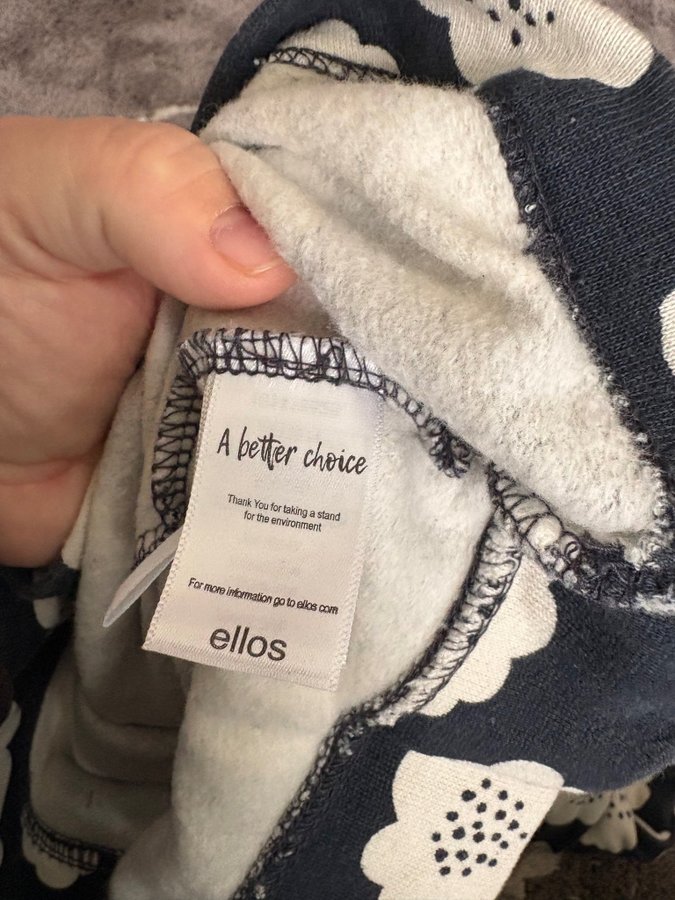 A better choice
Thank You for taking a stand
for the environment
For more information go to ellos com
ellos